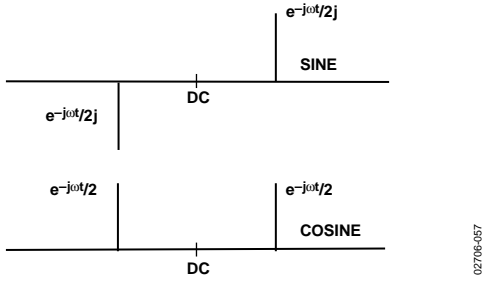 e–jωt/2j
SINE
DC
e–jωt/2j
e–jωt/2
e–jωt/2
COSINE
DC
02706-057